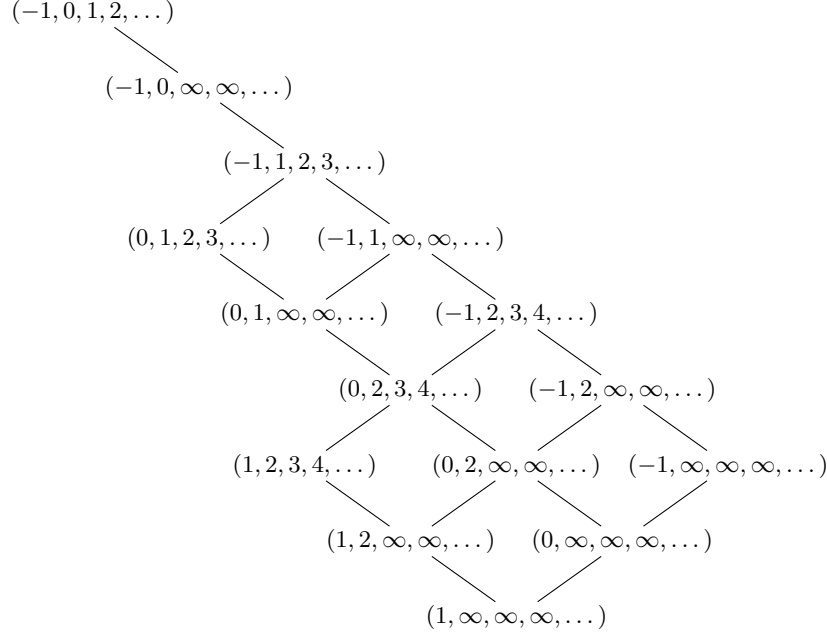 (−1, 0, 1, 2, . . . )
(−1, 0, ∞, ∞, . . . )
(−1, 1, 2, 3, . . . )
(0, 1, 2, 3, . . . ) (−1, 1, ∞, ∞, . . . )
(0, 1, ∞, ∞, . . . ) (−1, 2, 3, 4, . . . )
(0, 2, 3, 4, . . . ) (−1, 2, ∞, ∞, . . . )
(1, 2, 3, 4, . . . ) (0, 2, ∞, ∞, . . . ) (−1, ∞, ∞, ∞, . . . )
(1, 2, ∞, ∞, . . . ) (0, ∞, ∞, ∞, . . . )
(1, ∞, ∞, ∞, . . . )